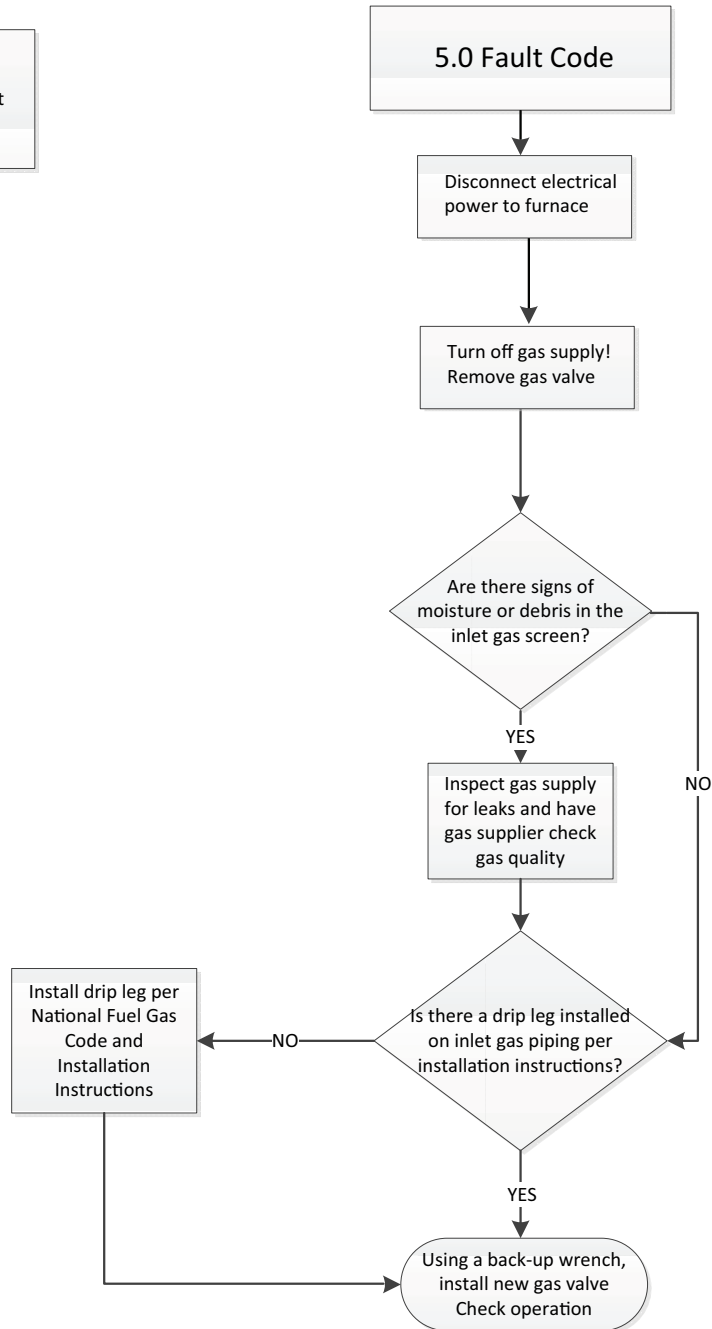 t
5.0 Fault Code
Disconnect electrical
power to furnace
Turn off gas supply!
Remove gas valve
Are there signs of
moisture or debris in the
inlet gas screen?
YES
NO
Inspect gas supply
for leaks and have
gas supplier check
gas quality
Install drip leg per
National Fuel Gas
Code and
Installation
Instructions
NO
Is there a drip leg installed
on inlet gas piping per
installation instructions?
YES
Using a back-up wrench,
install new gas valve
Check operation